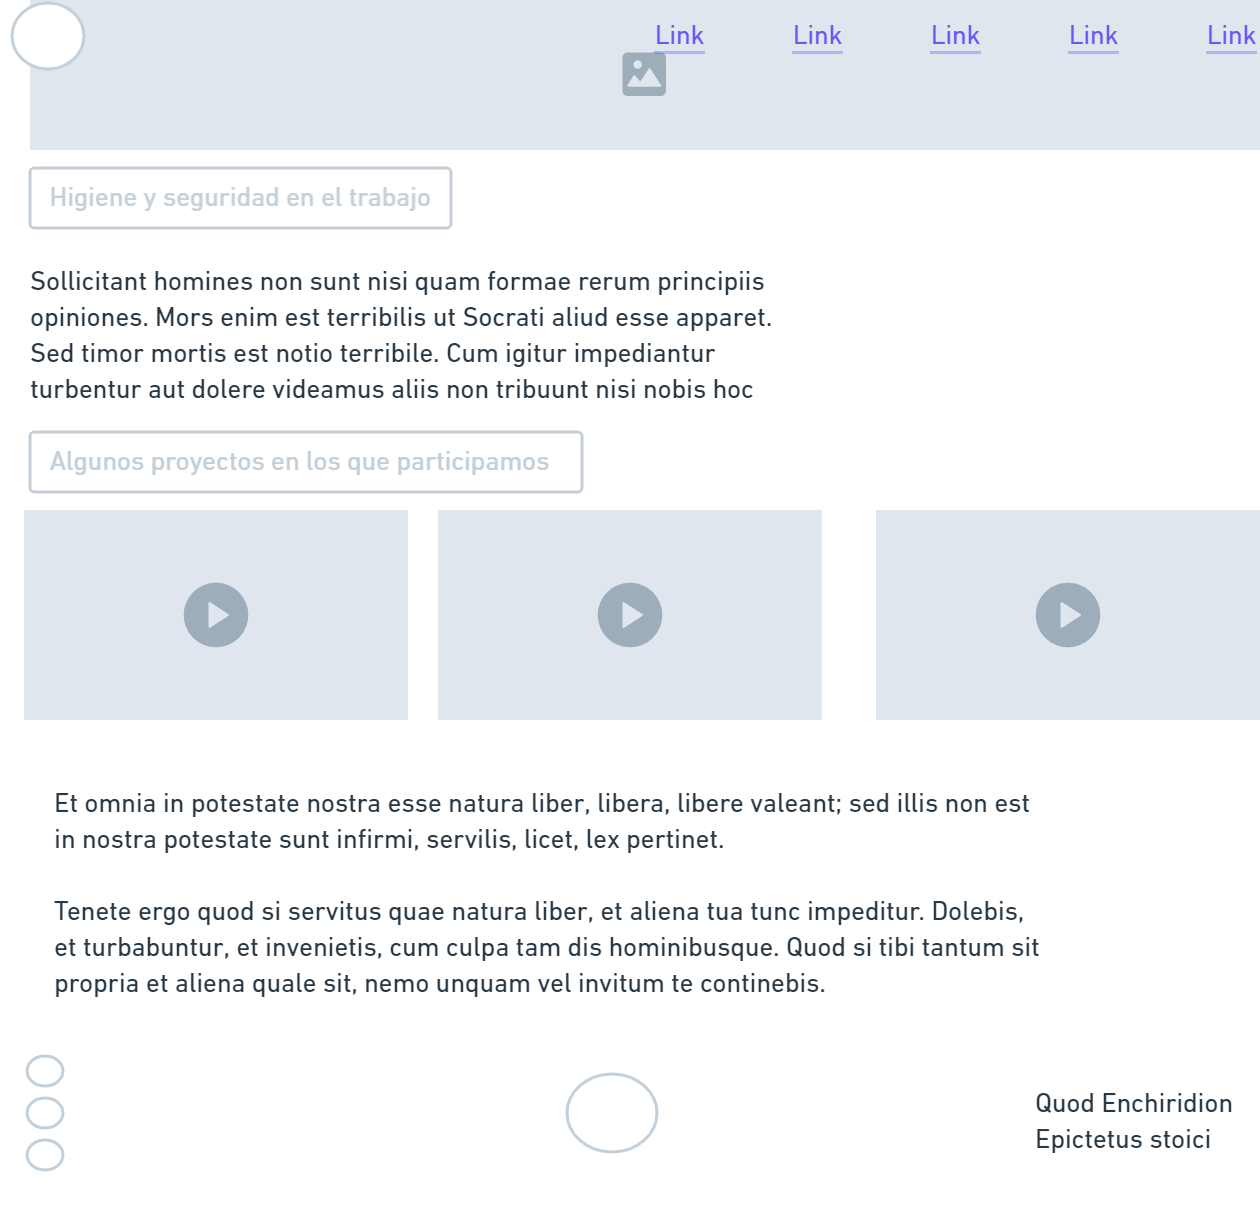 Link Link Link Link Link
Higiene y seguridad en el trabajo
Sollicitant homines non sunt nisi quam formae rerum principiis
opiniones. Mors enim est terribilis ut Socrati aliud esse apparet.
Sed timor mortis est notio terribile. Cum igitur impediantur
turbentur aut dolere videamus aliis non tribuunt nisi nobis hoc
Algunos proyectos en los que participamos
Et omnia in potestate nostra esse natura liber, libera, libere valeant; sed illis non est
in nostra potestate sunt infirmi, servilis, licet, lex pertinet.
Tenete ergo quod si servitus quae natura liber, et aliena tua tunc impeditur. Dolebis,
et turbabuntur, et invenietis, cum culpa tam dis hominibusque. Quod si tibi tantum sit
propria et aliena quale sit, nemo unquam vel invitum te continebis.
Quod Enchiridion
Epictetus stoici